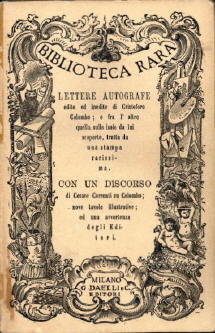 BIBLIOTECA RARA
LETTERE AUTOGRAFE
edite ed inedite di Cristoforo
Colombo; e fra l' altre
quella sulle isole da lui
scoperte, tratta da
una stampa
rarissi-
ma.
CON UN DISCORSO
di Cesare Correnti su Colombo;
nove tavole illustrative;
ed una avvertenza
degli Edi-
tori.
MILANO
G. DAELLI e C.
EDITORI